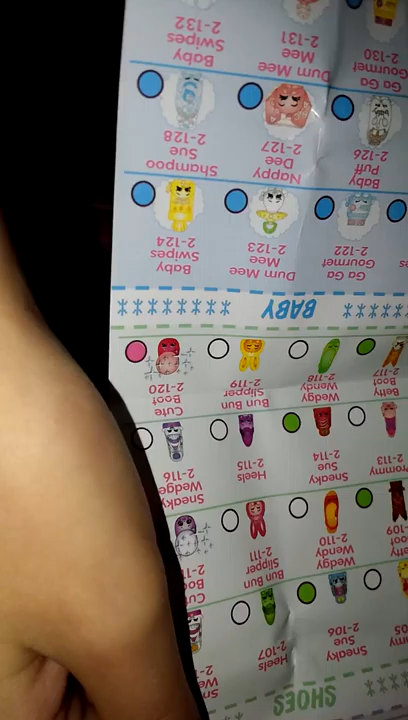 SHOES
Sneaky
Sue
2-106
Heels
2-107
Wedgy
Wendy
2-110
Bun Bun
Slipper
2-111
2-113
Sneaky
Sue
2-114
Heels
2-115
Sneaky
Wedge
2-116
Betty
Boot
2-117
Wedgy
Wendy
2-118
Bun Bun
Slipper
2-119
Cute
Boot
2-120
BABY
Ga Ga
Gourmet
2-122
Dum Mee
Mee
2-123
Baby
Swipes
2-124
Baby
Puff
2-126
Nappy
Dee
2-127
Shampoo
Sue
2-128
Ga Ga
Gourmet
2-130
Dum Mee
Mee
2-131
Baby
Swipes
2-132